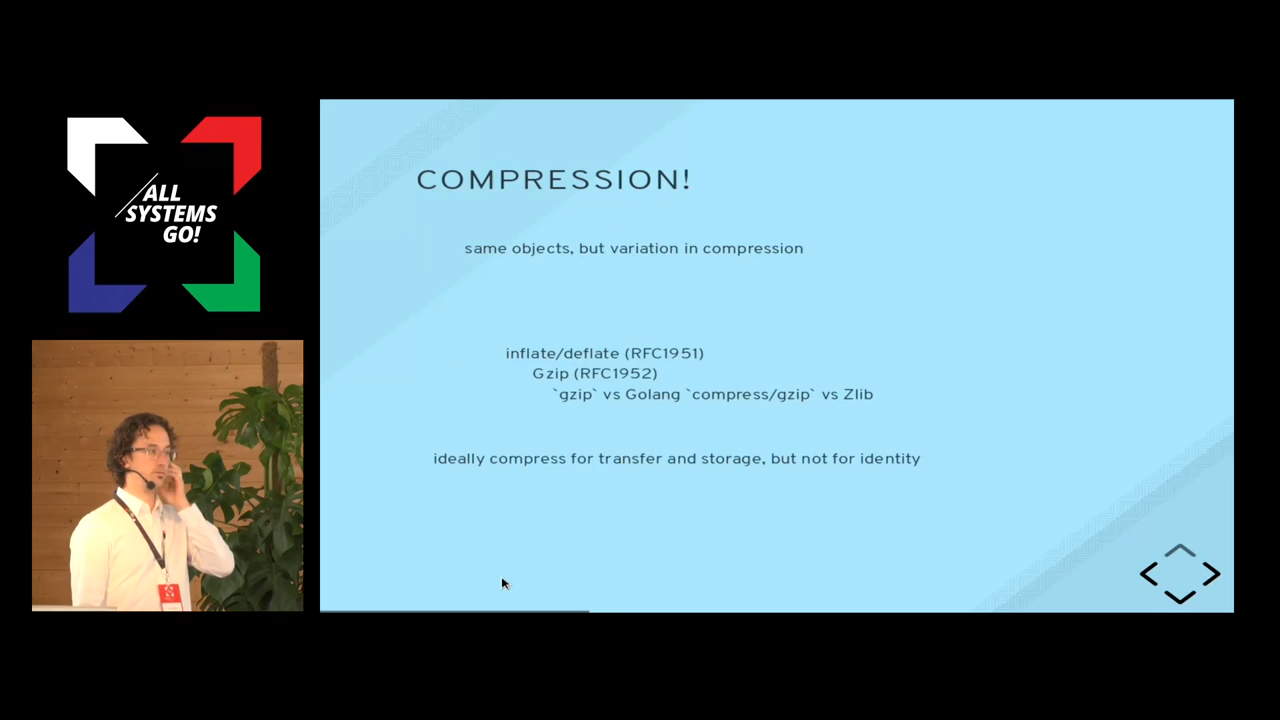 ALL
SYSTEMS
GO!
COMPRESSION!
same objects, but variation in compression
inflate/deflate (RFC1951)
Gzip (RFC1952)
`gzip` vs Golang `compress/gzip` vs Zlib
ideally compress for transfer and storage, but not for identity